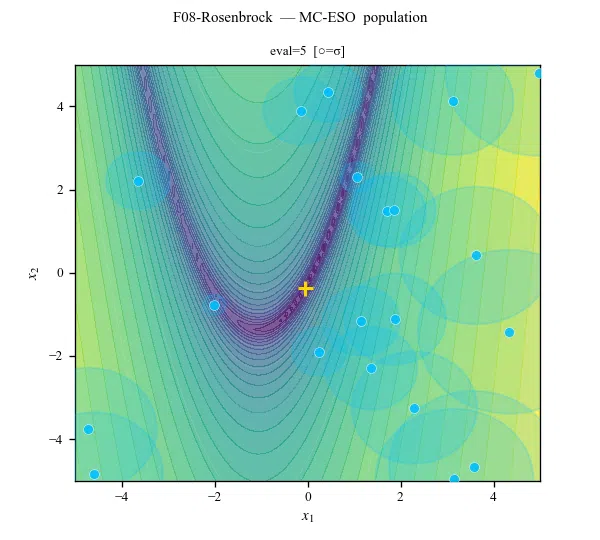 F08-Rosenbrock — MC-ESO population
eval=5 [○=σ]
4
2
0
−2
−4
x₂
−4
−2
0
2
4
x₁